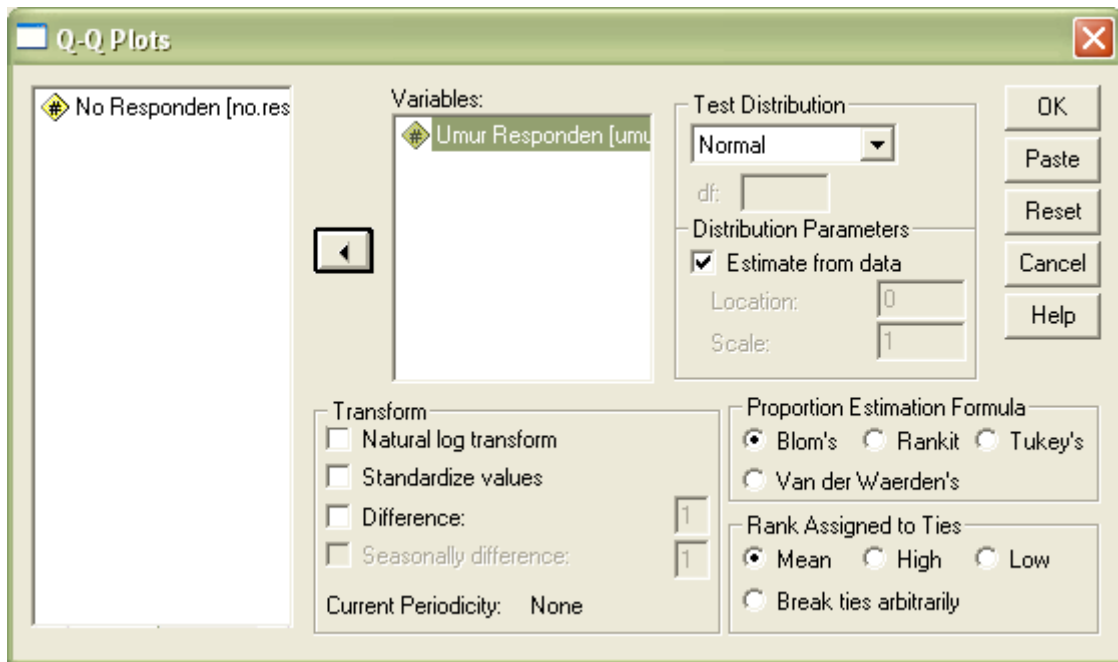 Q-Q Plots
No Responden [no.res
Variables:
Umur Responden [umu
Test Distribution
Normal
df:
Distribution Parameters
Estimate from data
Location: 0
Scale: 1
OK
Paste
Reset
Cancel
Help
Transform
Natural log transform
Standardize values
Difference: 1
Seasonally difference: 1
Current Periodicity: None
Proportion Estimation Formula
Blom's Rankit Tukey's
Van der Waerden's
Rank Assigned to Ties
Mean High Low
Break ties arbitrarily